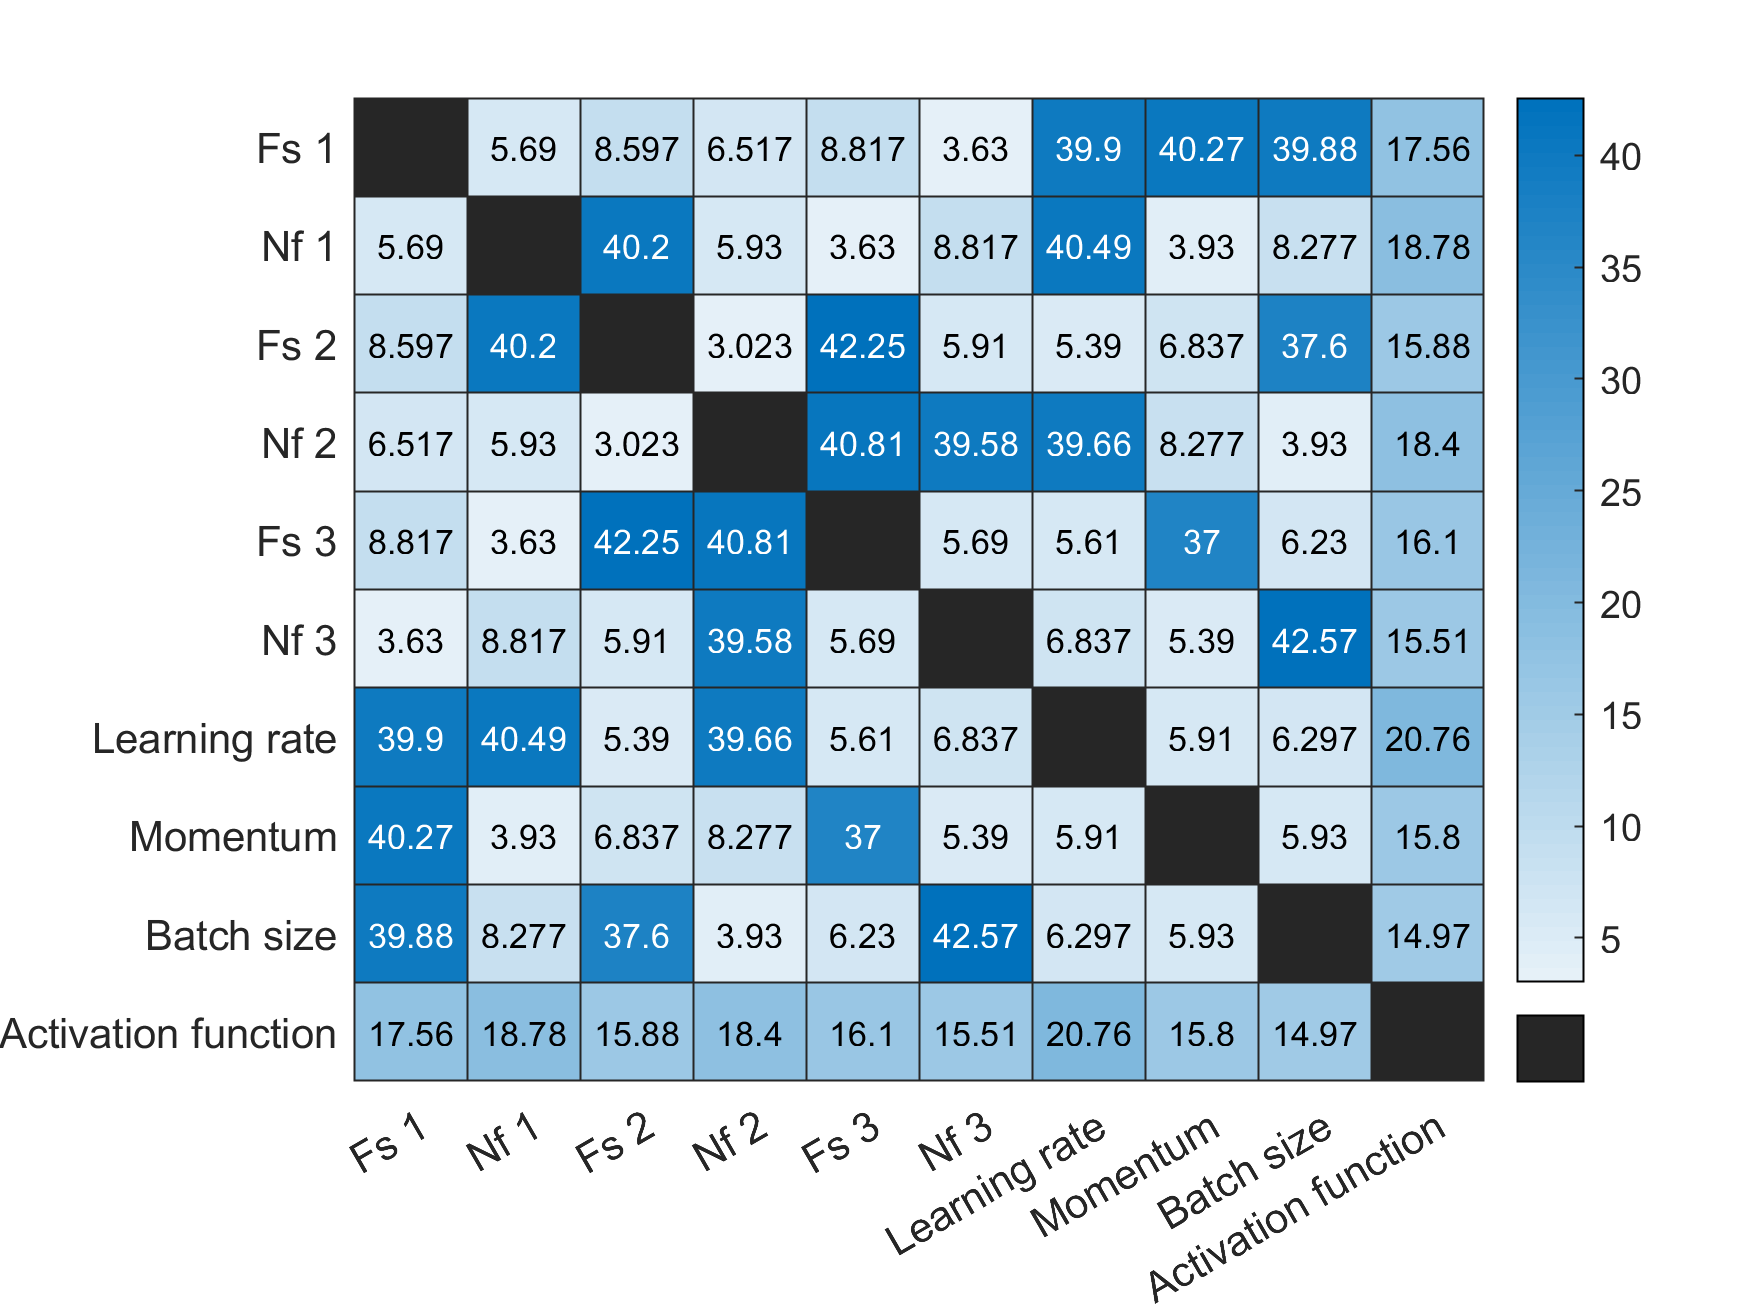 Fs 1 5.69 8.597 6.517 8.817 3.63 39.9 40.27 39.88 17.56
Nf 1 5.69 40.2 5.93 3.63 8.817 40.49 3.93 8.277 18.78
Fs 2 8.597 40.2 3.023 42.25 5.91 5.39 6.837 37.6 15.88
Nf 2 6.517 5.93 3.023 40.81 39.58 39.66 8.277 3.93 18.4
Fs 3 8.817 3.63 42.25 40.81 5.69 5.61 37 6.23 16.1
Nf 3 3.63 8.817 5.91 39.58 5.69 6.837 5.39 42.57 15.51
Learning rate 39.9 40.49 5.39 39.66 5.61 6.837 5.91 6.297 20.76
Momentum 40.27 3.93 6.837 8.277 37 5.39 5.91 5.93 15.8
Batch size 39.88 8.277 37.6 3.93 6.23 42.57 6.297 5.93 14.97
Activation function 17.56 18.78 15.88 18.4 16.1 15.51 20.76 15.8 14.97
Fs 1
Nf 1
Fs 2
Nf 2
Fs 3
Nf 3
Learning rate
Momentum
Batch size
Activation function
40
35
30
25
20
15
10
5